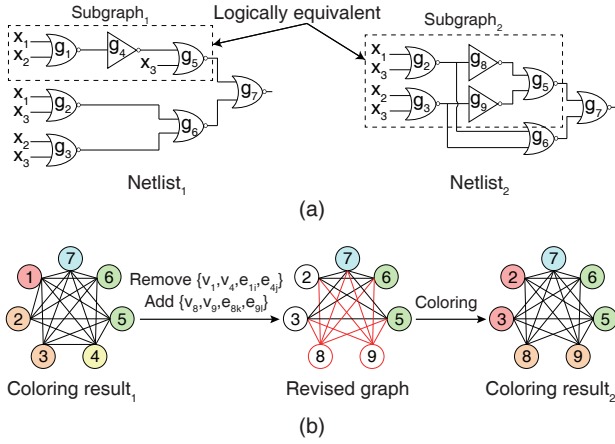 Subgraph₁
Logically equivalent
Subgraph₂
x₁
x₂
g₁
g₄
x₃
g₅
g₇
x₁
x₃
g₂
g₆
x₂
x₃
g₃
Netlist₁
x₁
x₃
g₂
g₈
g₅
x₂
x₃
g₃
g₉
g₇
g₆
Netlist₂
(a)
7
1
6
2
5
3
4
Coloring result₁
Remove {v₁,v₄,e₁ᵢ,e₄ⱼ}
Add {v₈,v₉,e₈ₖ,e₉ₗ}
7
2
6
3
5
8
9
Revised graph
Coloring
7
2
6
3
5
8
9
Coloring result₂
(b)